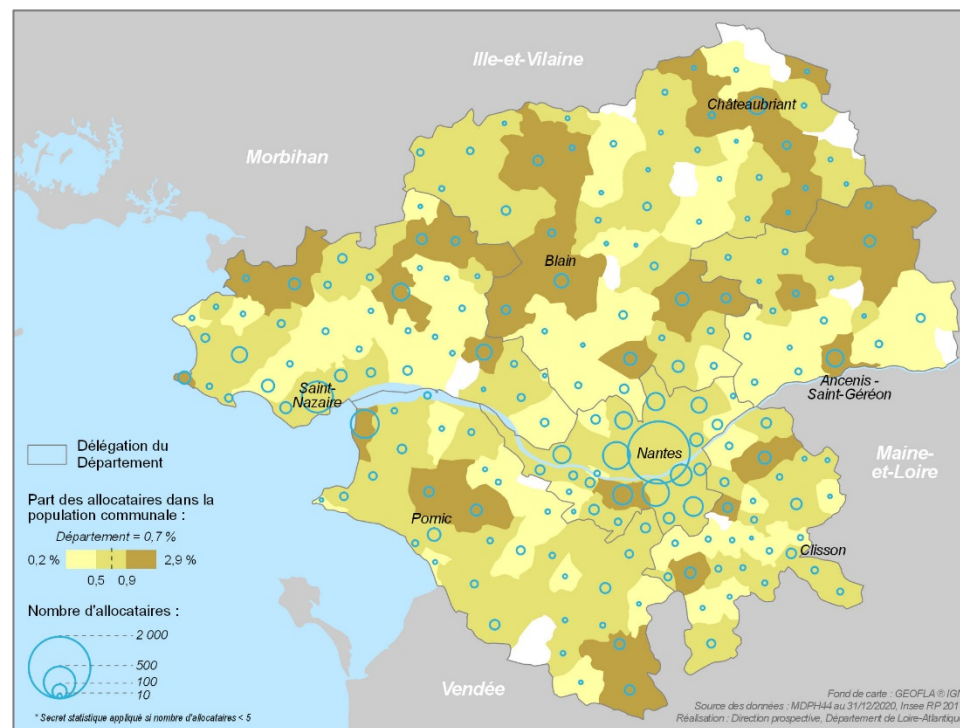 Ille-et-Vilaine
Châteaubriant
Morbihan
Blain
Saint-
Nazaire
Ancenis -
Saint-Géréon
Nantes
Maine-
et-Loire
Pornic
Clisson
Vendée
Délégation du
Département
Part des allocataires dans la
population communale :
Département = 0,7 %
0,2 % 2,9 %
0,5 0,9
Nombre d'allocataires :
2 000
500
100
10
* Secret statistique appliqué si nombre d'allocataires < 5
Fond de carte : GEOFLA ® IGN
Source des données : MDPH44 au 31/12/2020, Insee RP 201
Réalisation : Direction prospective, Département de Loire-Atlantique